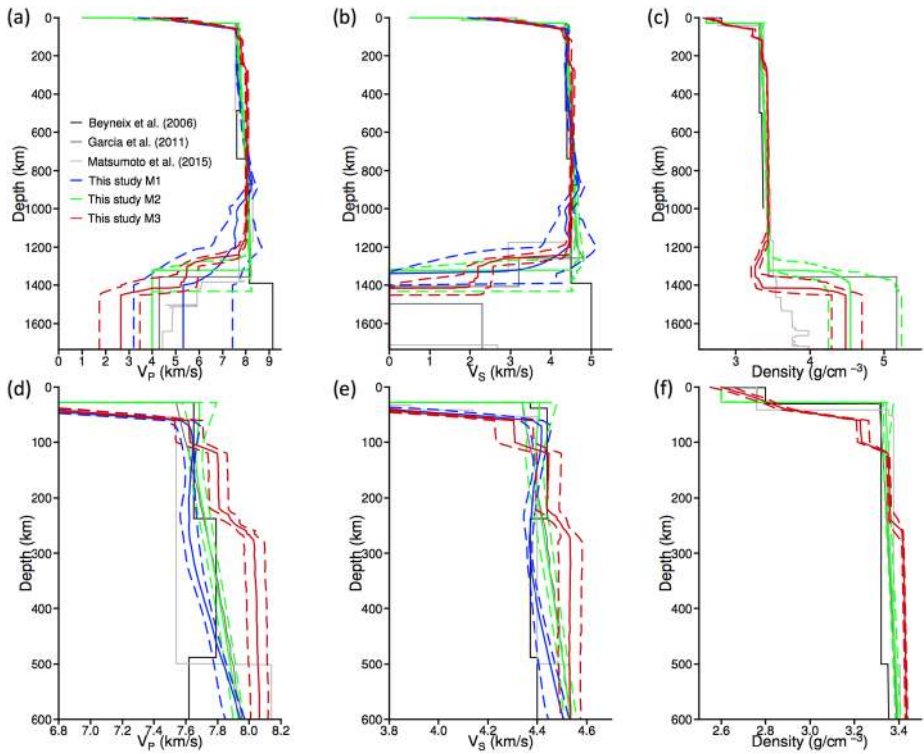 (a)
(b)
(c)
0
200
400
600
800
1000
1200
1400
1600
Depth (km)
Beyneix et al. (2006)
Garcia et al. (2011)
Matsumoto et al. (2015)
This study M1
This study M2
This study M3
0 1 2 3 4 5 6 7 8 9
VP (km/s)
0
200
400
600
800
1000
1200
1400
1600
Depth (km)
0 1 2 3 4 5
VS (km/s)
0
200
400
600
800
1000
1200
1400
1600
Depth (km)
3 4 5
Density (g/cm −3)
(d)
(e)
(f)
0
100
200
300
400
500
600
Depth (km)
6.8 7.0 7.2 7.4 7.6 7.8 8.0 8.2
VP (km/s)
0
100
200
300
400
500
600
Depth (km)
3.8 4.0 4.2 4.4 4.6
VS (km/s)
0
100
200
300
400
500
600
Depth (km)
2.6 2.8 3.0 3.2 3.4
Density (g/cm −3)